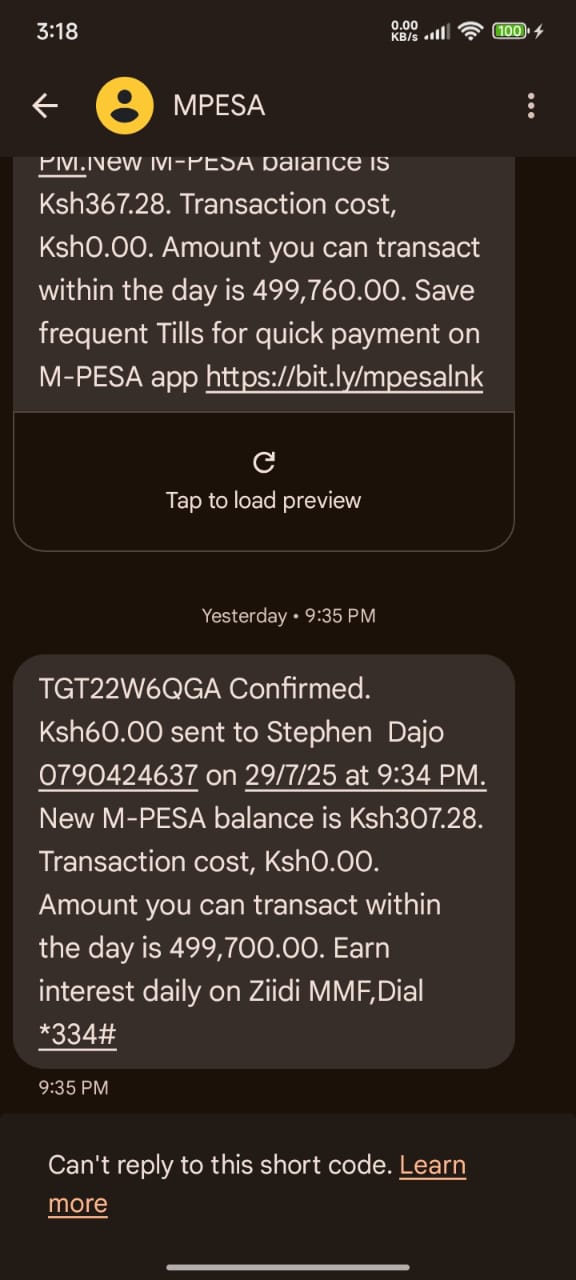 3:18
0.00
KB/s
100
MPESA
PM.New M-PESA balance is
Ksh367.28. Transaction cost,
Ksh0.00. Amount you can transact
within the day is 499,760.00. Save
frequent Tills for quick payment on
M-PESA app https://bit.ly/mpesalnk
Tap to load preview
Yesterday • 9:35 PM
TGT22W6QGA Confirmed.
Ksh60.00 sent to Stephen  Dajo
0790424637 on 29/7/25 at 9:34 PM.
New M-PESA balance is Ksh307.28.
Transaction cost, Ksh0.00.
Amount you can transact within
the day is 499,700.00. Earn
interest daily on Ziidi MMF,Dial
*334#
9:35 PM
Can't reply to this short code. Learn
more